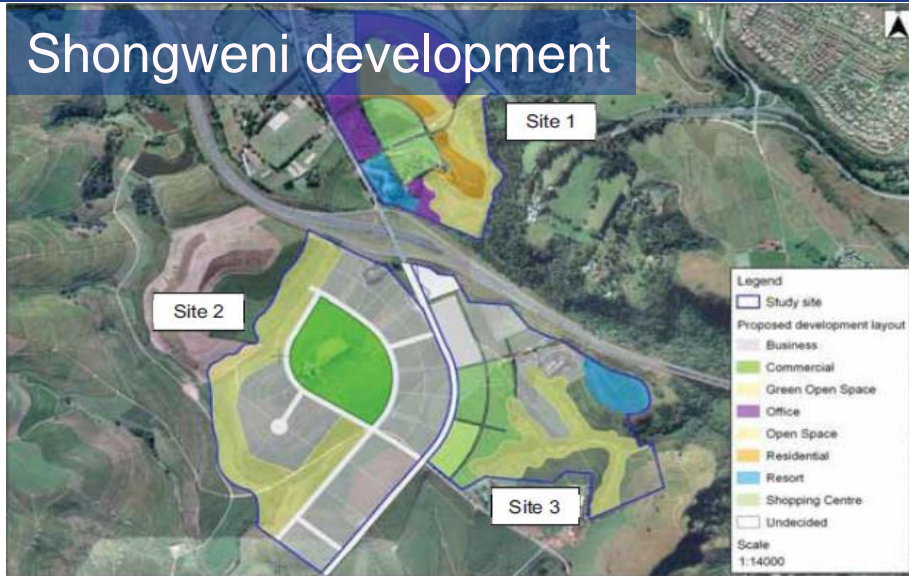 Shongweni development
Site 1
Site 2
Site 3
Legend
Study site
Proposed development layout
Business
Commercial
Green Open Space
Office
Open Space
Residential
Resort
Shopping Centre
Undecided
Scale
1:14000